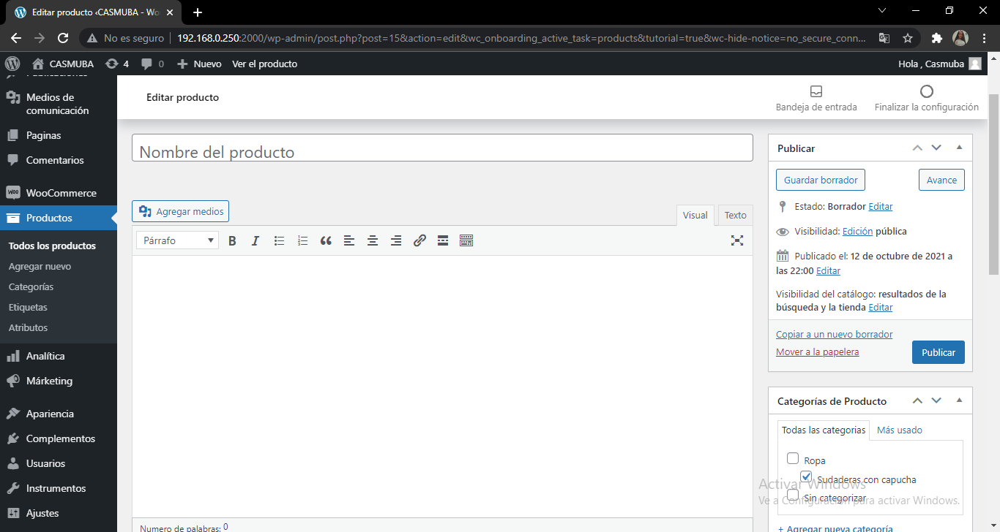 Editar producto ‹CASMUBA - Wo
No es seguro
192.168.0.250:2000/wp-admin/post.php?post=15&action=edit&wc_onboarding_active_task=products&tutorial=true&wc-hide-notice=no_secure_conn...
CASMUBA
4
0
Nuevo
Ver el producto
Hola , Casmuba
Medios de
comunicación
Paginas
Comentarios
WooCommerce
Productos
Todos los productos
Agregar nuevo
Categorías
Etiquetas
Atributos
Analítica
Márketing
Apariencia
Complementos
Usuarios
Instrumentos
Ajustes
Editar producto
Bandeja de entrada
Finalizar la configuración
Nombre del producto
Agregar medios
Visual
Texto
Párrafo
B I
Numero de palabras: 0
Publicar
Guardar borrador
Avance
Estado: Borrador Editar
Visibilidad: Edición pública
Publicado el: 12 de octubre de 2021 a
las 22:00 Editar
Visibilidad del catálogo: resultados de la
búsqueda y la tienda Editar
Copiar a un nuevo borrador
Mover a la papelera
Publicar
Categorías de Producto
Todas las categorias
Más usado
Ropa
Sudaderas con capucha
Sin categorizar
+ Agregar nueva categoría
Activar Windows
Ve a Configuración para activar Windows.